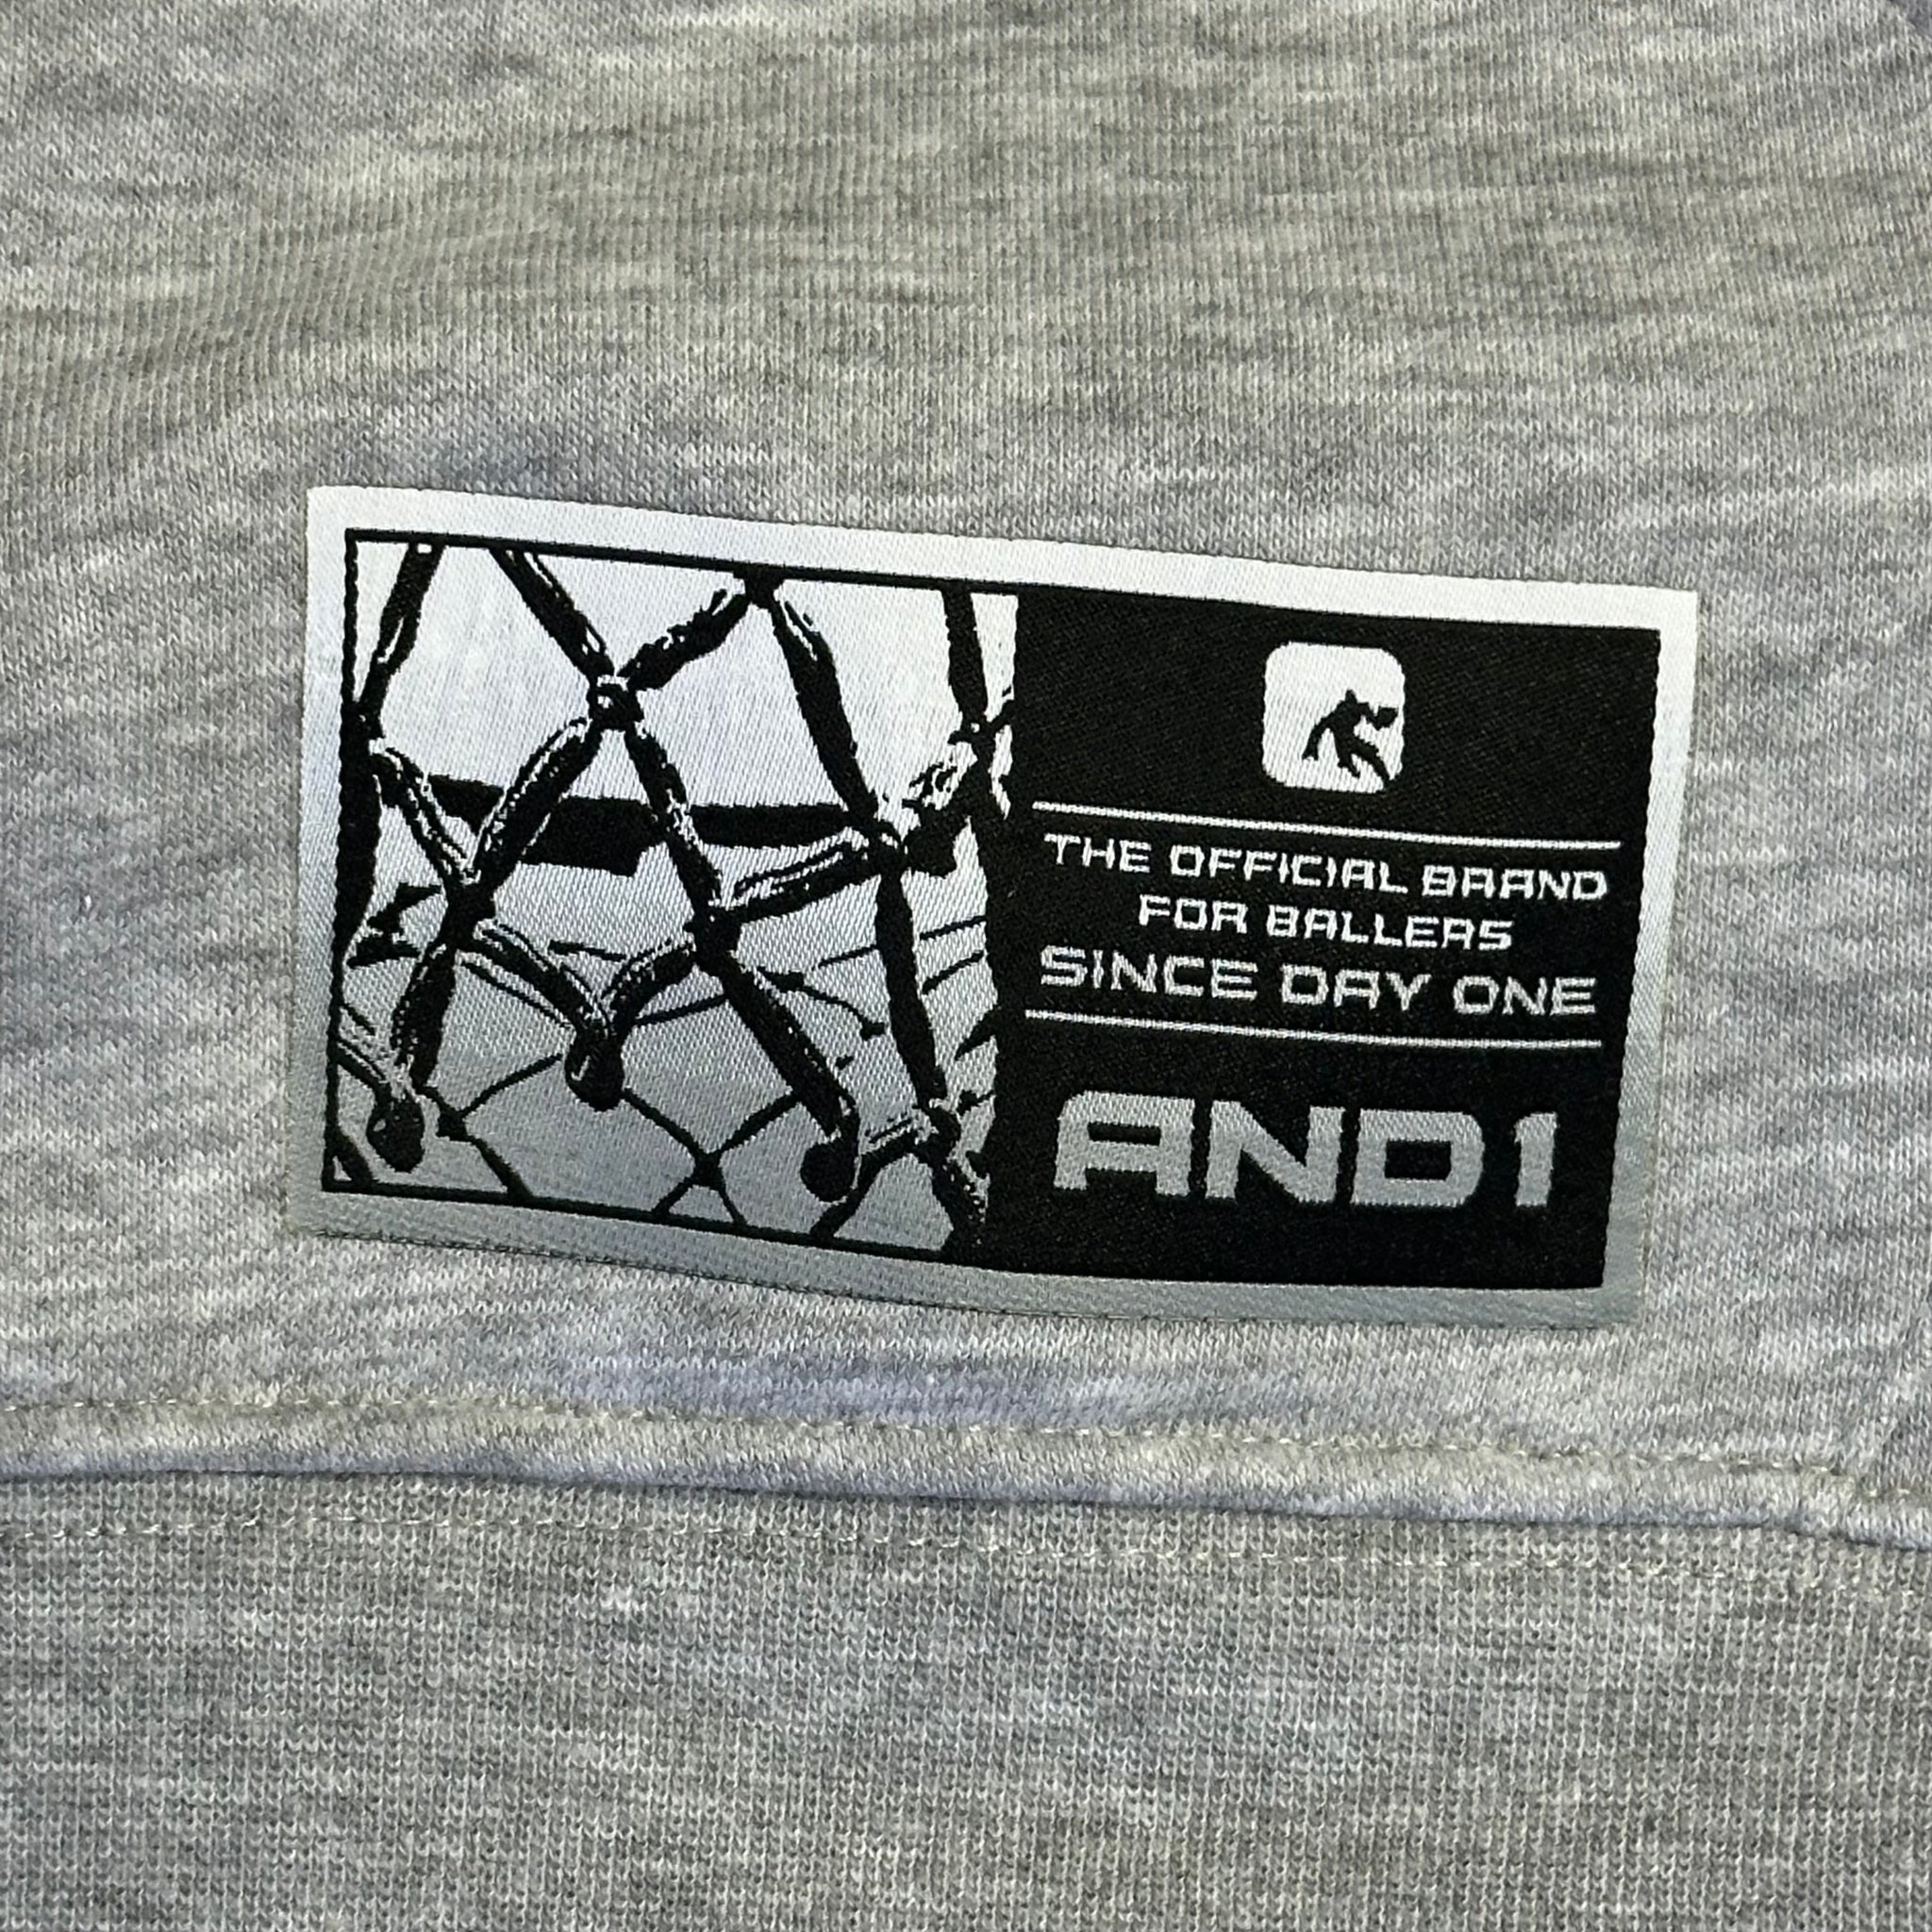 THE OFFICIAL BRAND
FOR BALLERS
SINCE DAY ONE
AND1